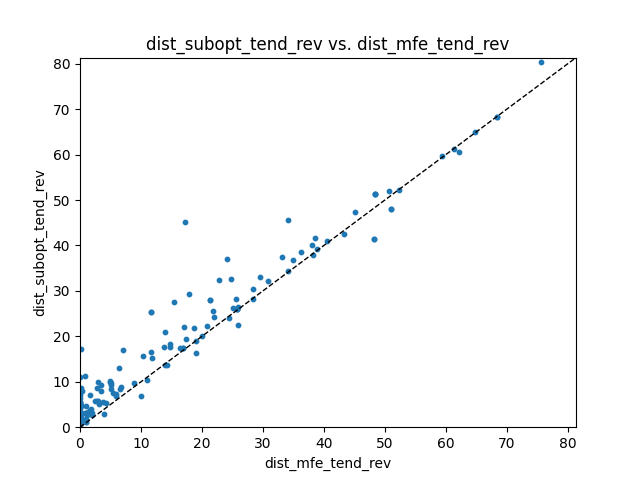 dist_subopt_tend_rev vs. dist_mfe_tend_rev
80
70
60
50
40
30
20
10
0
dist_subopt_tend_rev
0 10 20 30 40 50 60 70 80
dist_mfe_tend_rev